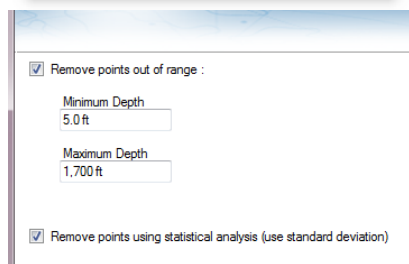 Remove points out of range :
Minimum Depth
5.0 ft
Maximum Depth
1,700 ft
Remove points using statistical analysis (use standard deviation)